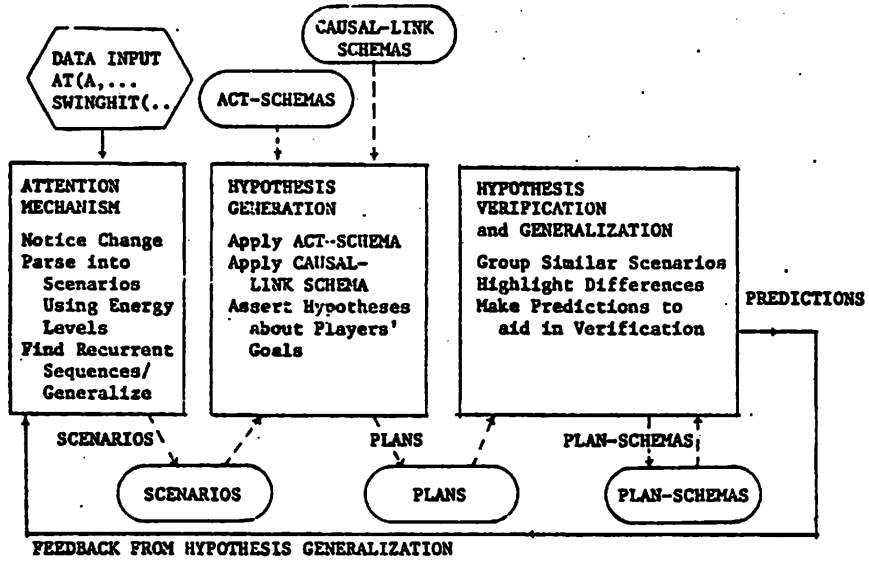 CAUSAL-LINK
SCHEMAS
DATA INPUT
AT(A,...
SWINGHIT(..
ACT-SCHEMAS
ATTENTION
MECHANISM
Notice Change
Parse into
Scenarios
Using Energy
Levels
Find Recurrent
Sequences/
Generalize
HYPOTHESIS
GENERATION
Apply ACT-SCHEMA
Apply CAUSAL-
LINK SCHEMA
Assert Hypotheses
about Players'
Goals
HYPOTHESIS
VERIFICATION
and GENERALIZATION
Group Similar Scenarios
Highlight Differences
Make Predictions to
aid in Verification
PREDICTIONS
SCENARIOS
PLANS
PLAN-SCHEMAS
SCENARIOS
PLANS
PLAN-SCHEMAS
FEEDBACK FROM HYPOTHESIS GENERALIZATION